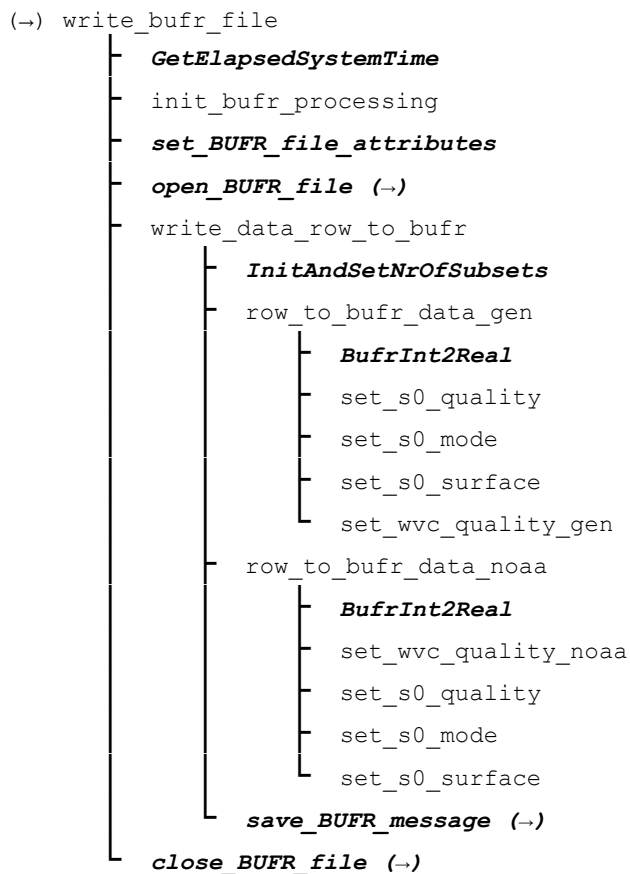 (→) write_bufr_file
GetElapsedSystemTime
init_bufr_processing
set_BUFR_file_attributes
open_BUFR_file (→)
write_data_row_to_bufr
InitAndSetNrOfSubsets
row_to_bufr_data_gen
BufrInt2Real
set_s0_quality
set_s0_mode
set_s0_surface
set_wvc_quality_gen
row_to_bufr_data_noaa
BufrInt2Real
set_wvc_quality_noaa
set_s0_quality
set_s0_mode
set_s0_surface
save_BUFR_message (→)
close_BUFR_file (→)